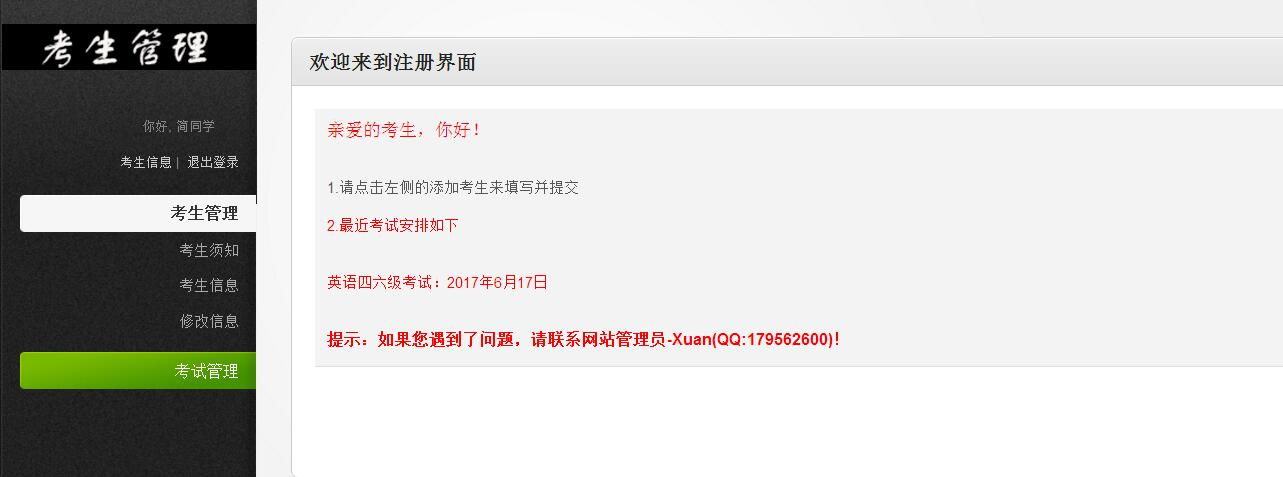 考生管理
你好, 简同学
考生信息 | 退出登录
考生管理
考生须知
考生信息
修改信息
考试管理
欢迎来到注册界面
亲爱的考生，你好！
1.请点击左侧的添加考生来填写并提交
2.最近考试安排如下
英语四六级考试：2017年6月17日
提示：如果您遇到了问题，请联系网站管理员-Xuan(QQ:179562600)!